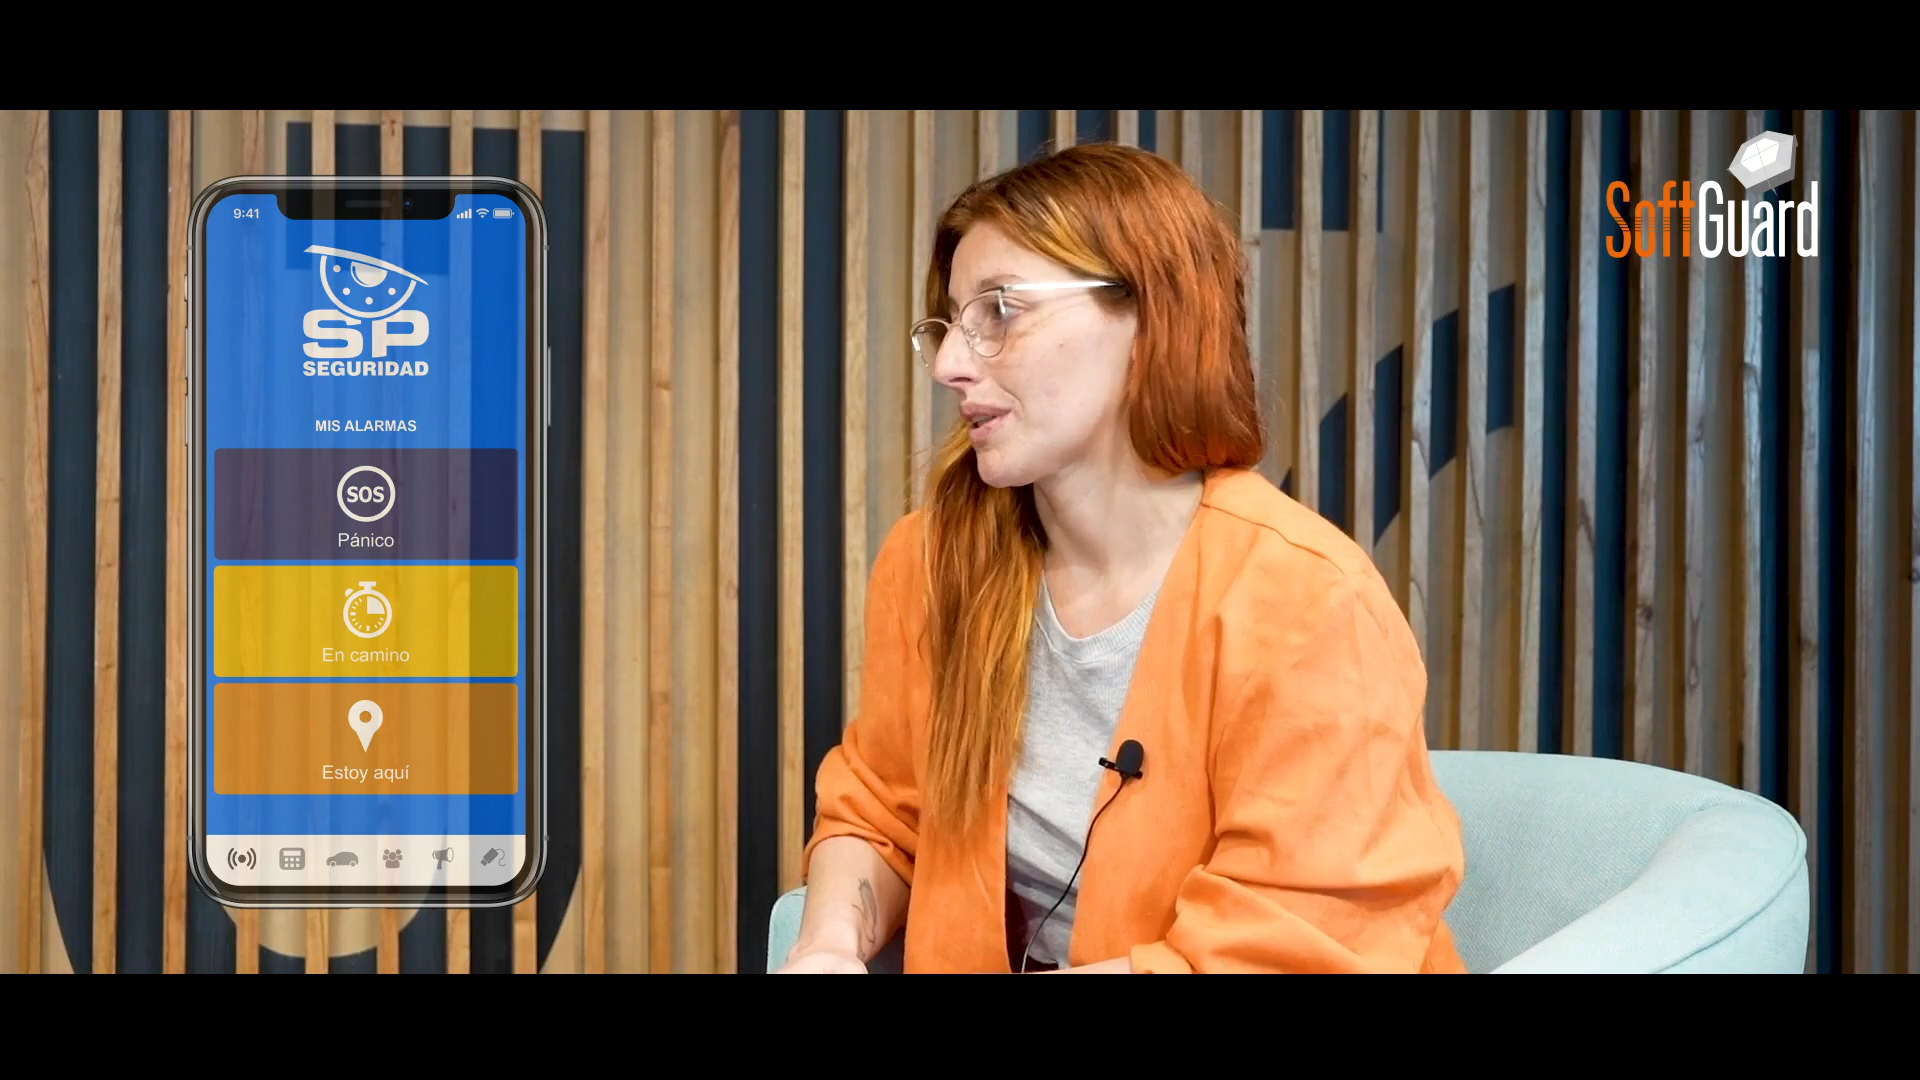 9:41
SP
SEGURIDAD
MIS ALARMAS
SOS
Pánico
En camino
Estoy aquí
SoftGuard